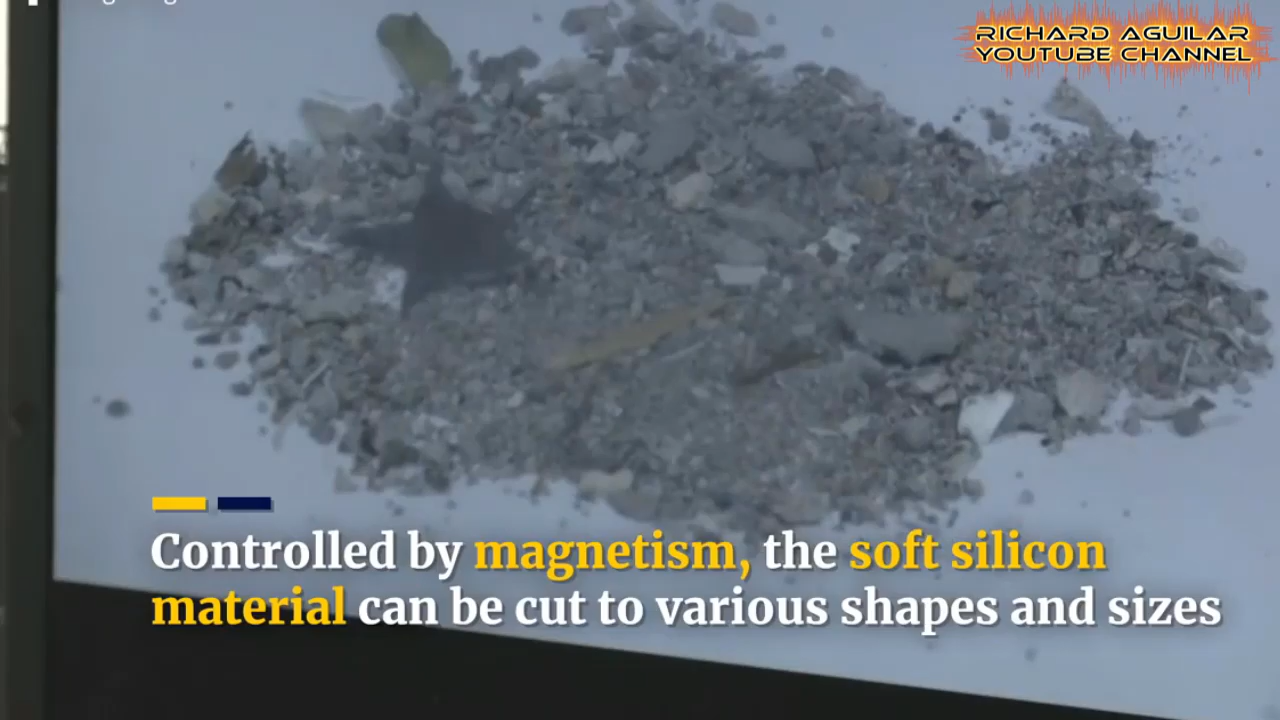 RICHARD AGUILAR
YOUTUBE CHANNEL
Controlled by magnetism, the soft silicon
material can be cut to various shapes and sizes